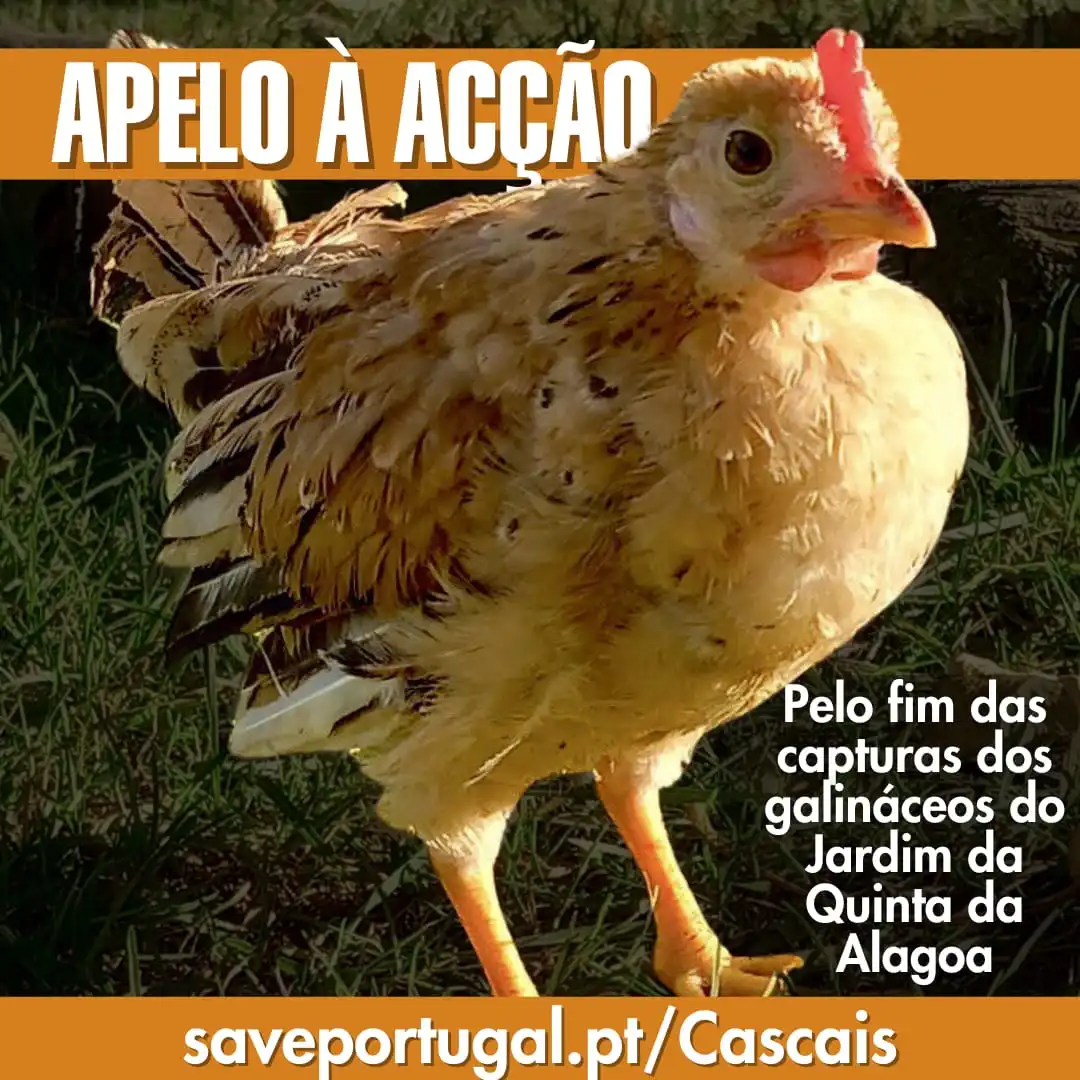 APELO À ACÇÃO
Pelo fim das
capturas dos
galináceos do
Jardim da
Quinta da
Alagoa
saveportugal.pt/Cascais